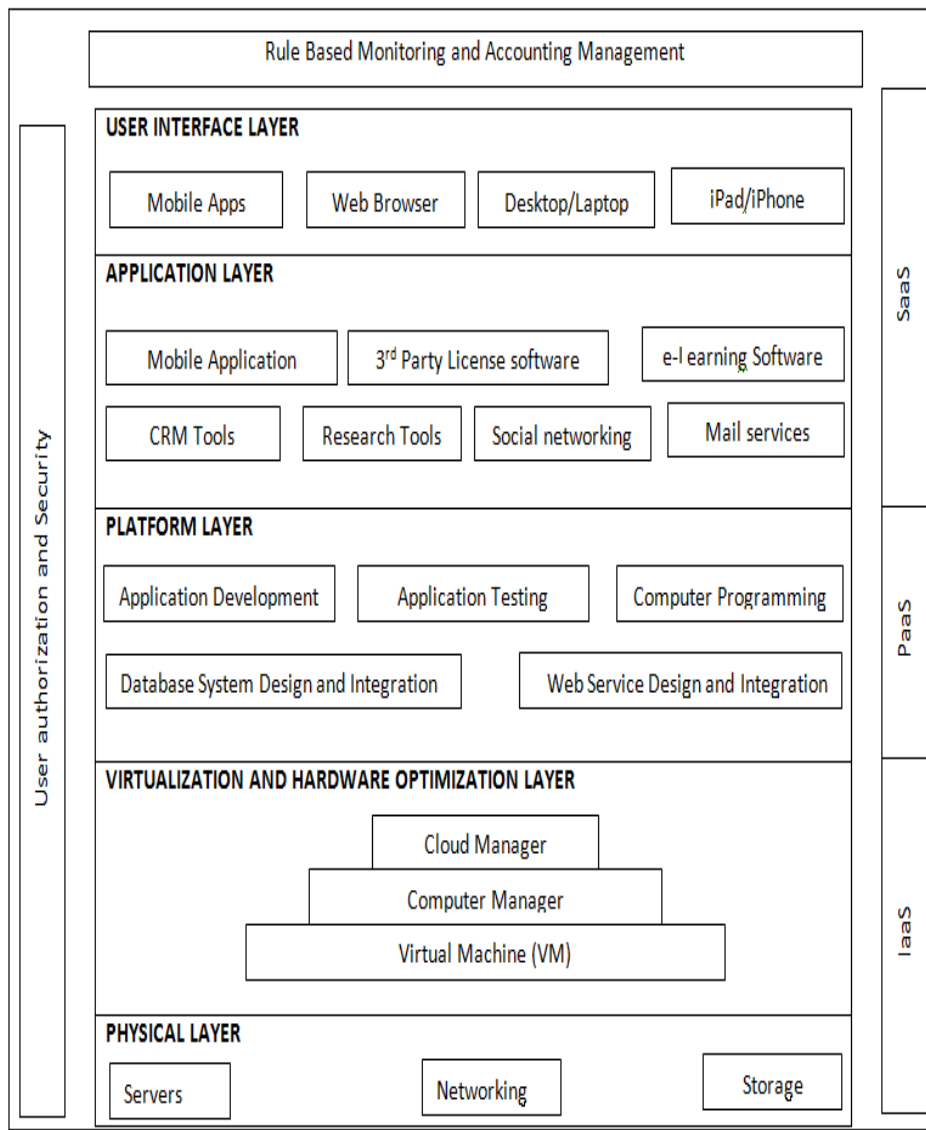 Rule Based Monitoring and Accounting Management
User authorization and Security
USER INTERFACE LAYER
Mobile Apps
Web Browser
Desktop/Laptop
iPad/iPhone
APPLICATION LAYER
Mobile Application
3rd Party License software
e-l earning Software
CRM Tools
Research Tools
Social networking
Mail services
SaaS
PLATFORM LAYER
Application Development
Application Testing
Computer Programming
Database System Design and Integration
Web Service Design and Integration
PaaS
VIRTUALIZATION AND HARDWARE OPTIMIZATION LAYER
Cloud Manager
Computer Manager
Virtual Machine (VM)
IaaS
PHYSICAL LAYER
Servers
Networking
Storage